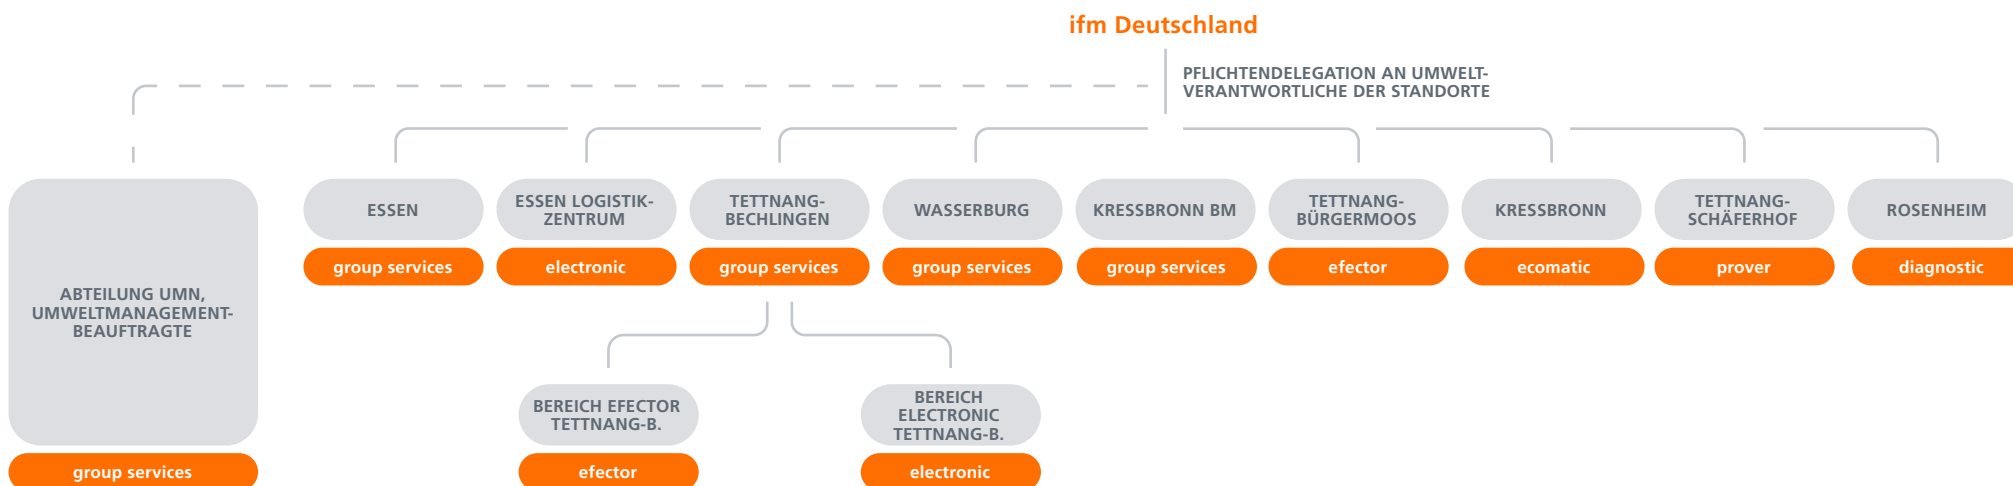 ifm Deutschland
PFLICHTENDELEGATION AN UMWELT-
VERANTWORTLICHE DER STANDORTE
ABTEILUNG UMN,
UMWELTMANAGEMENT-
BEAUFTRAGTE
group services
ESSEN
group services
ESSEN LOGISTIK-
ZENTRUM
electronic
TETTNANG-
BECHLINGEN
group services
WASSERBURG
group services
KRESSBRONN BM
group services
TETTNANG-
BÜRGERMOOS
efector
KRESSBRONN
ecomatic
TETTNANG-
SCHÄFERHOF
prover
ROSENHEIM
diagnostic
BEREICH EFECTOR
TETTNANG-B.
efector
BEREICH
ELECTRONIC
TETTNANG-B.
electronic